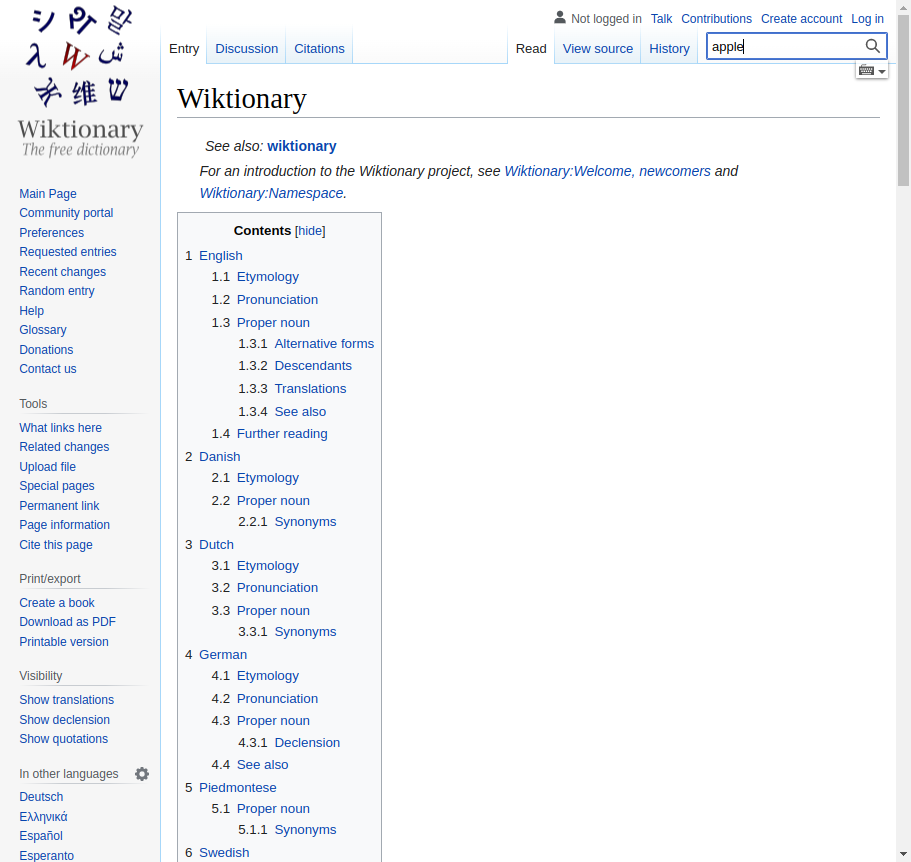 シ
W
維
Wiktionary
The free dictionary
Main Page
Community portal
Preferences
Requested entries
Recent changes
Random entry
Help
Glossary
Donations
Contact us
Tools
What links here
Related changes
Upload file
Special pages
Permanent link
Page information
Cite this page
Print/export
Create a book
Download as PDF
Printable version
Visibility
Show translations
Show declension
Show quotations
In other languages
Deutsch
Ελληνικά
Español
Esperanto
Not logged in Talk Contributions Create account Log in
Entry Discussion Citations Read View source History apple
Wiktionary
See also: wiktionary
For an introduction to the Wiktionary project, see Wiktionary:Welcome, newcomers and
Wiktionary:Namespace.
Contents [hide]
1 English
1.1 Etymology
1.2 Pronunciation
1.3 Proper noun
1.3.1 Alternative forms
1.3.2 Descendants
1.3.3 Translations
1.3.4 See also
1.4 Further reading
2 Danish
2.1 Etymology
2.2 Proper noun
2.2.1 Synonyms
3 Dutch
3.1 Etymology
3.2 Pronunciation
3.3 Proper noun
3.3.1 Synonyms
4 German
4.1 Etymology
4.2 Pronunciation
4.3 Proper noun
4.3.1 Declension
4.4 See also
5 Piedmontese
5.1 Proper noun
5.1.1 Synonyms
6 Swedish